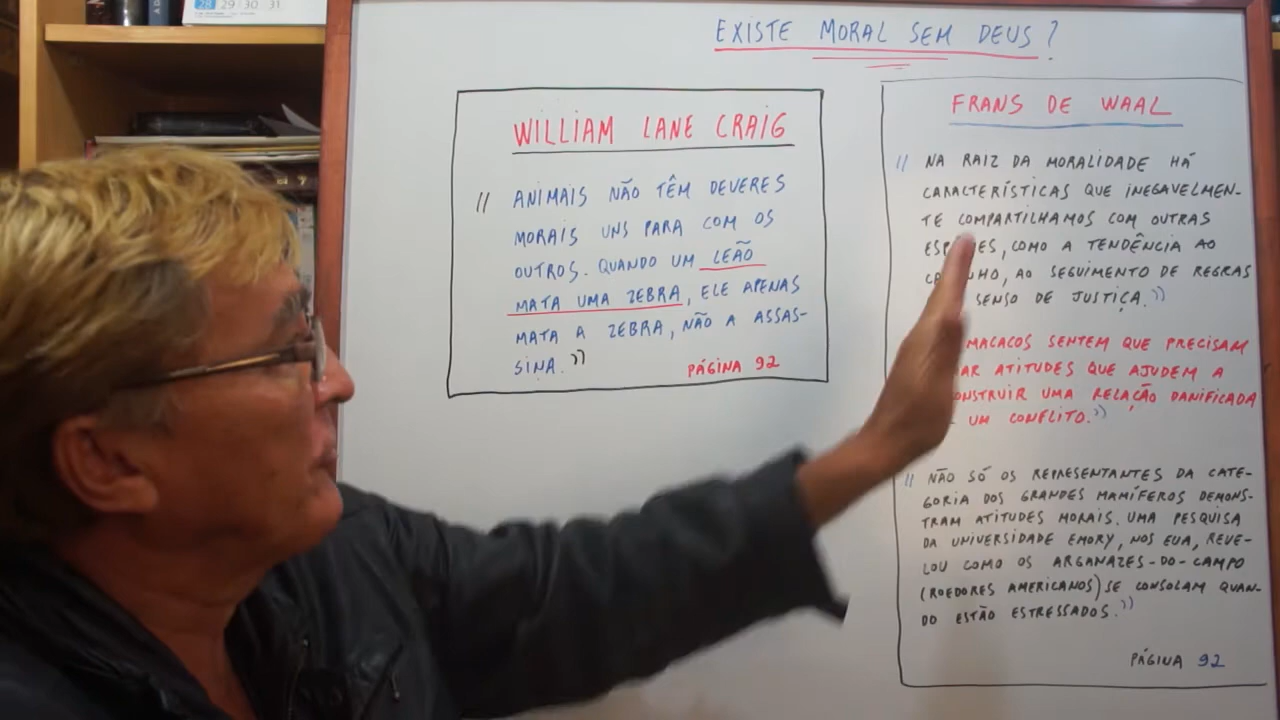 28 29 30 31
EXISTE MORAL SEM DEUS?
WILLIAM LANE CRAIG
" ANIMAIS NÃO TÊM DEVERES
MORAIS UNS PARA COM OS
OUTROS. QUANDO UM LEÃO
MATA UMA ZEBRA, ELE APENAS
MATA A ZEBRA, NÃO A ASSAS-
SINA."
PÁGINA 92
FRANS DE WAAL
" NA RAIZ DA MORALIDADE HÁ
CARACTERÍSTICAS QUE INEGAVELMEN-
TE COMPARTILHAMOS COM OUTRAS
COMO A TENDÊNCIA AO
AO SEGUIMENTO DE REGRAS
SENSO DE JUSTIÇA."
MACACOS SENTEM QUE PRECISAM
ATITUDES QUE AJUDEM A
UMA RELAÇÃO DANIFICADA
UM CONFLITO."
" NÃO SÓ OS REPRESENTANTES DA CATE-
GORIA DOS GRANDES MAMÍFEROS DEMONS-
TRAM ATITUDES MORAIS. UMA PESQUISA
DA UNIVERSIDADE EMORY, NOS EUA, REVE-
LOU COMO OS ARGANAZES-DO-CAMPO
(ROEDORES AMERICANOS) SE CONSOLAM QUAN-
DO ESTÃO ESTRESSADOS."
PÁGINA 92